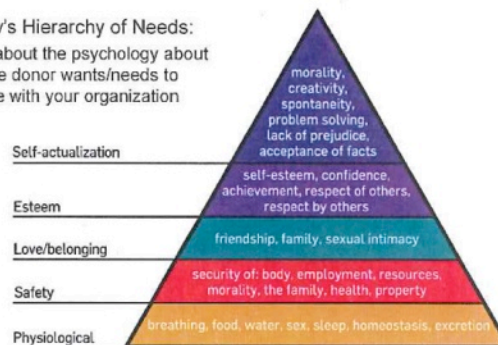 y's Hierarchy of Needs:
about the psychology about
e donor wants/needs to
e with your organization
morality,
creativity,
spontaneity,
problem solving,
lack of prejudice,
acceptance of facts
Self-actualization
self-esteem, confidence,
achievement, respect of others,
respect by others
Esteem
friendship, family, sexual intimacy
Love/belonging
security of: body, employment, resources,
morality, the family, health, property
Safety
breathing, food, water, sex, sleep, homeostasis, excretion
Physiological